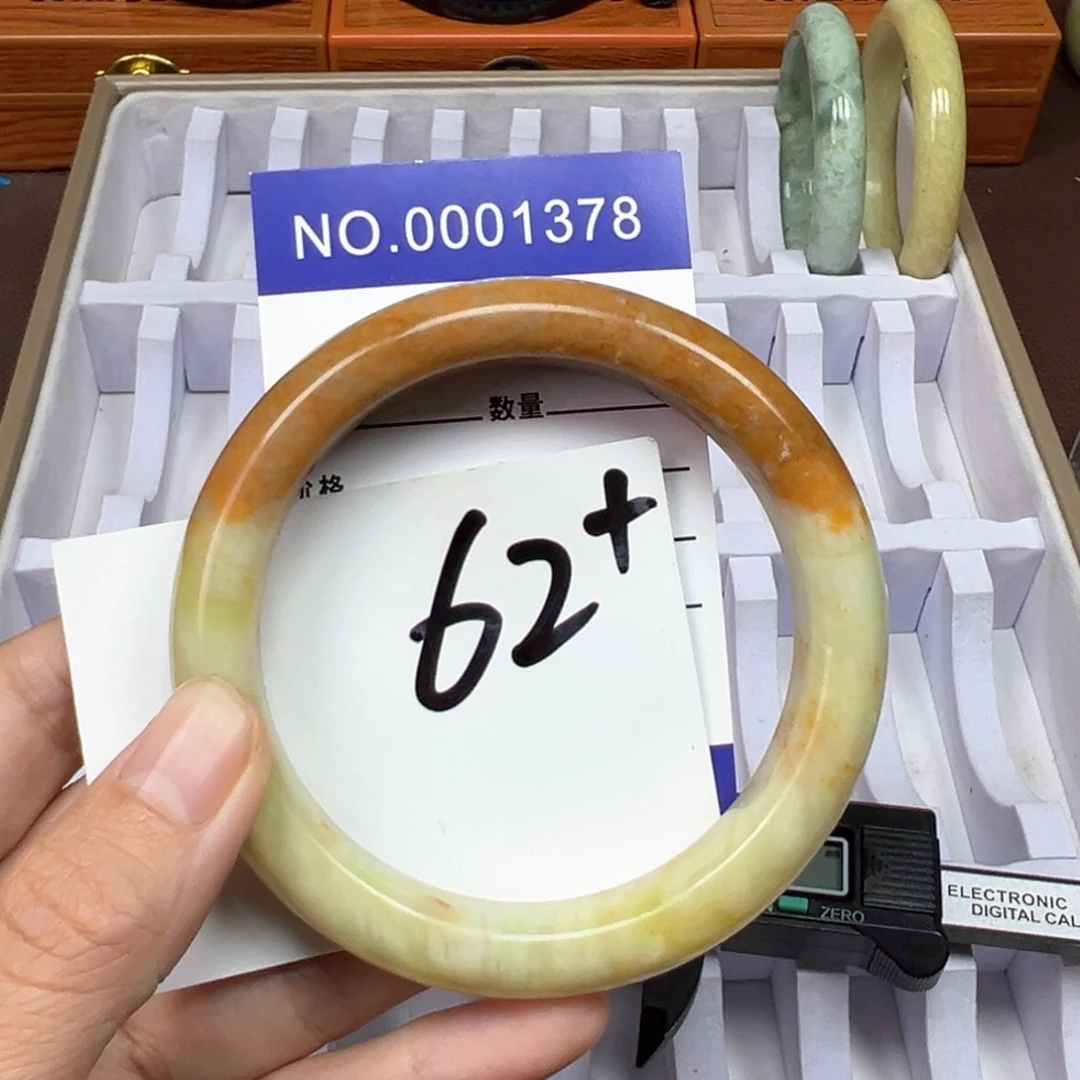 NO.0001378
数量
价格
62+
ZERO
ELECTRONIC
DIGITAL CAL